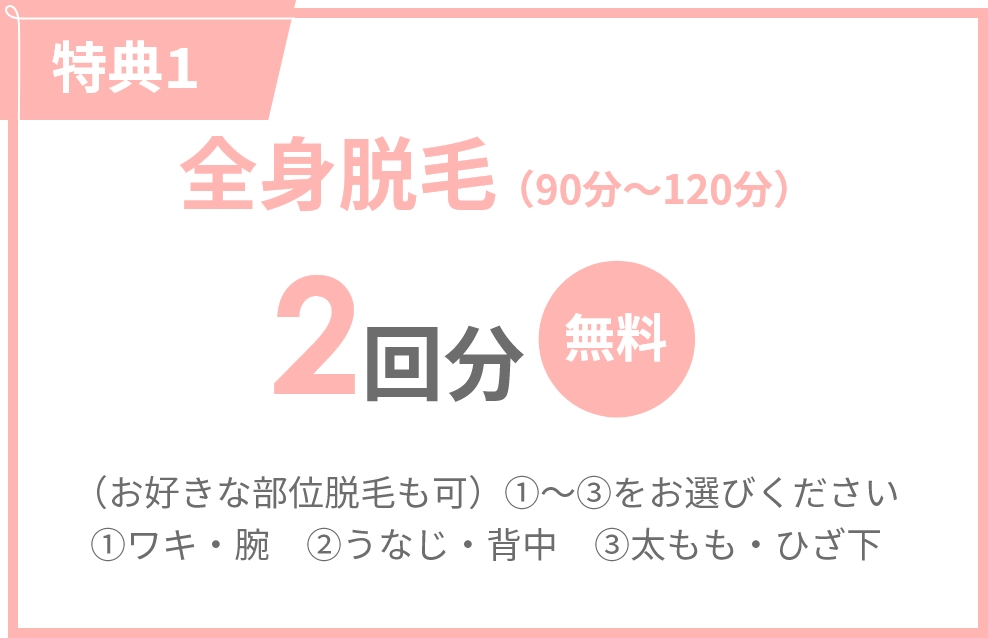 特典1
全身脱毛（90分～120分）
2回分 無料
（お好きな部位脱毛も可）①～③をお選びください
①ワキ・腕　②うなじ・背中　③太もも・ひざ下